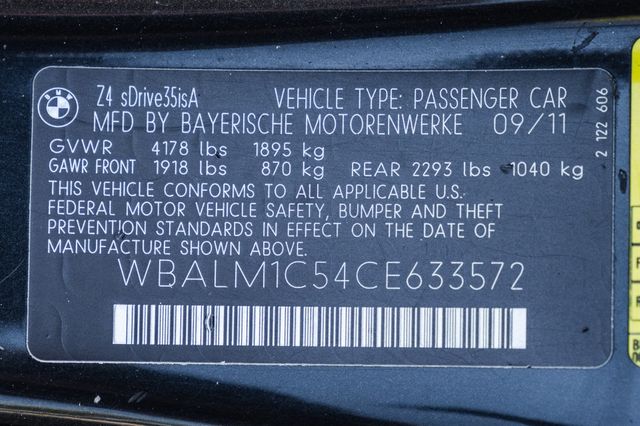 BMW
Z4 sDrive35isA VEHICLE TYPE: PASSENGER CAR
MFD BY BAYERISCHE MOTORENWERKE 09/11
GVWR 4178 lbs 1895 kg
GAWR FRONT 1918 lbs 870 kg REAR 2293 lbs 1040 kg
THIS VEHICLE CONFORMS TO ALL APPLICABLE U.S.
FEDERAL MOTOR VEHICLE SAFETY, BUMPER AND THEFT
PREVENTION STANDARDS IN EFFECT ON THE DATE OF
MANUFACTURE SHOWN ABOVE.
WBALM1C54CE633572
2 122 606